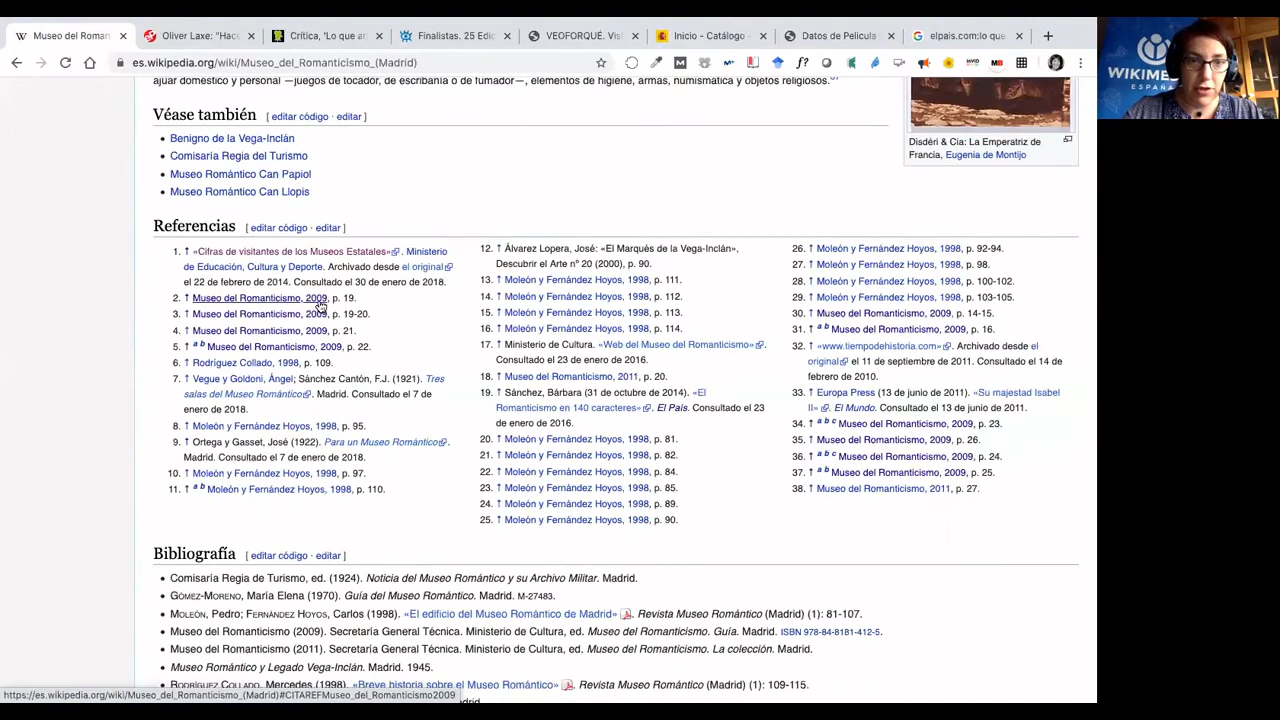 Museo del Roman
Oliver Laxe: "Hace
Crítica, 'Lo que ar
Finalistas. 25 Edic
VEOFORQUÉ. Visi
Inicio - Catálogo
Datos de Pelicula
elpais.com:lo que
es.wikipedia.org/wiki/Museo_del_Romanticismo_(Madrid)
WIKIME
ESPAÑA
ajuar doméstico y personal —juegos de tocador, de escribanía o de fumador—, elementos de higiene, armas, numismática y objetos religiosos.
Véase también [ editar código · editar ]
• Benigno de la Vega-Inclán
• Comisaría Regia del Turismo
• Museo Romántico Can Papiol
• Museo Romántico Can Llopis
Disdéri & Cia: La Emperatriz de
Francia, Eugenia de Montijo
Referencias [ editar código · editar ]
1. ↑ «Cifras de visitantes de los Museos Estatales». Ministerio
de Educación, Cultura y Deporte. Archivado desde el original
el 22 de febrero de 2014. Consultado el 30 de enero de 2018.
2. ↑ Museo del Romanticismo, 2009, p. 19.
3. ↑ Museo del Romanticismo, 2009, p. 19-20.
4. ↑ Museo del Romanticismo, 2009, p. 21.
5. ↑ a b Museo del Romanticismo, 2009, p. 22.
6. ↑ Rodríguez Collado, 1998, p. 109.
7. ↑ Vegue y Goldoni, Ángel; Sánchez Cantón, F.J. (1921). Tres
salas del Museo Romántico. Madrid. Consultado el 7 de
enero de 2018.
8. ↑ Moleón y Fernández Hoyos, 1998, p. 95.
9. ↑ Ortega y Gasset, José (1922). Para un Museo Romántico.
Madrid. Consultado el 7 de enero de 2018.
10. ↑ Moleón y Fernández Hoyos, 1998, p. 97.
11. ↑ a b Moleón y Fernández Hoyos, 1998, p. 110.
12. ↑ Álvarez Lopera, José: «El Marqués de la Vega-Inclán»,
Descubrir el Arte nº 20 (2000), p. 90.
13. ↑ Moleón y Fernández Hoyos, 1998, p. 111.
14. ↑ Moleón y Fernández Hoyos, 1998, p. 112.
15. ↑ Moleón y Fernández Hoyos, 1998, p. 113.
16. ↑ Moleón y Fernández Hoyos, 1998, p. 114.
17. ↑ Ministerio de Cultura. «Web del Museo del Romanticismo».
Consultado el 23 de enero de 2016.
18. ↑ Museo del Romanticismo, 2011, p. 20.
19. ↑ Sánchez, Bárbara (31 de octubre de 2014). «El
Romanticismo en 140 caracteres». El País. Consultado el 23
de enero de 2016.
20. ↑ Moleón y Fernández Hoyos, 1998, p. 81.
21. ↑ Moleón y Fernández Hoyos, 1998, p. 82.
22. ↑ Moleón y Fernández Hoyos, 1998, p. 84.
23. ↑ Moleón y Fernández Hoyos, 1998, p. 85.
24. ↑ Moleón y Fernández Hoyos, 1998, p. 89.
25. ↑ Moleón y Fernández Hoyos, 1998, p. 90.
26. ↑ Moleón y Fernández Hoyos, 1998, p. 92-94.
27. ↑ Moleón y Fernández Hoyos, 1998, p. 98.
28. ↑ Moleón y Fernández Hoyos, 1998, p. 100-102.
29. ↑ Moleón y Fernández Hoyos, 1998, p. 103-105.
30. ↑ Museo del Romanticismo, 2009, p. 14-15.
31. ↑ a b Museo del Romanticismo, 2009, p. 16.
32. ↑ «www.tiempodehistoria.com». Archivado desde el
original el 11 de septiembre de 2011. Consultado el 14 de
febrero de 2010.
33. ↑ Europa Press (13 de junio de 2011). «Su majestad Isabel
II». El Mundo. Consultado el 13 de junio de 2011.
34. ↑ a b c Museo del Romanticismo, 2009, p. 23.
35. ↑ Museo del Romanticismo, 2009, p. 26.
36. ↑ a b c Museo del Romanticismo, 2009, p. 24.
37. ↑ a b Museo del Romanticismo, 2009, p. 25.
38. ↑ Museo del Romanticismo, 2011, p. 27.
Bibliografía [ editar código · editar ]
• Comisaría Regia de Turismo, ed. (1924). Noticia del Museo Romántico y su Archivo Militar. Madrid.
• GÓMEZ-MORENO, María Elena (1970). Guía del Museo Romántico. Madrid. M-27483.
• MOLEÓN, Pedro; FERNÁNDEZ HOYOS, Carlos (1998). «El edificio del Museo Romántico de Madrid». Revista Museo Romántico (Madrid) (1): 81-107.
• Museo del Romanticismo (2009). Secretaría General Técnica. Ministerio de Cultura, ed. Museo del Romanticismo. Guía. Madrid. ISBN 978-84-8181-412-5.
• Museo del Romanticismo (2011). Secretaría General Técnica. Ministerio de Cultura, ed. Museo del Romanticismo. La colección. Madrid.
• Museo Romántico y Legado Vega-Inclán. Madrid. 1945.
• RODRÍGUEZ COLLADO, Mercedes (1998). «Breve historia sobre el Museo Romántico». Revista Museo Romántico (Madrid) (1): 109-115.
https://es.wikipedia.org/wiki/Museo_del_Romanticismo_(Madrid)#CITAREFMuseo_del_Romanticismo2009